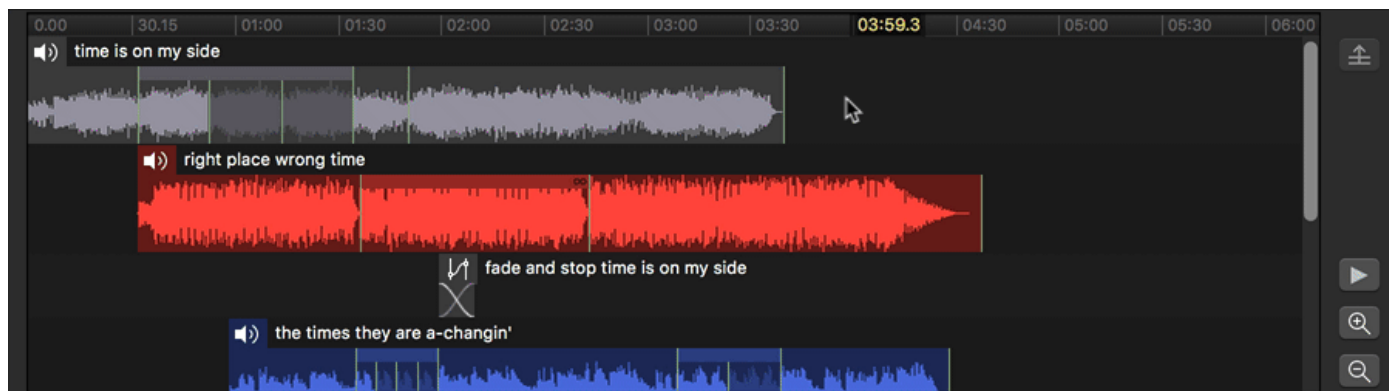 0.00 30.15 01:00 01:30 02:00 02:30 03:00 03:30 03:59.3 04:30 05:00 05:30 06:00
time is on my side
right place wrong time
∞
fade and stop time is on my side
the times they are a-changin'